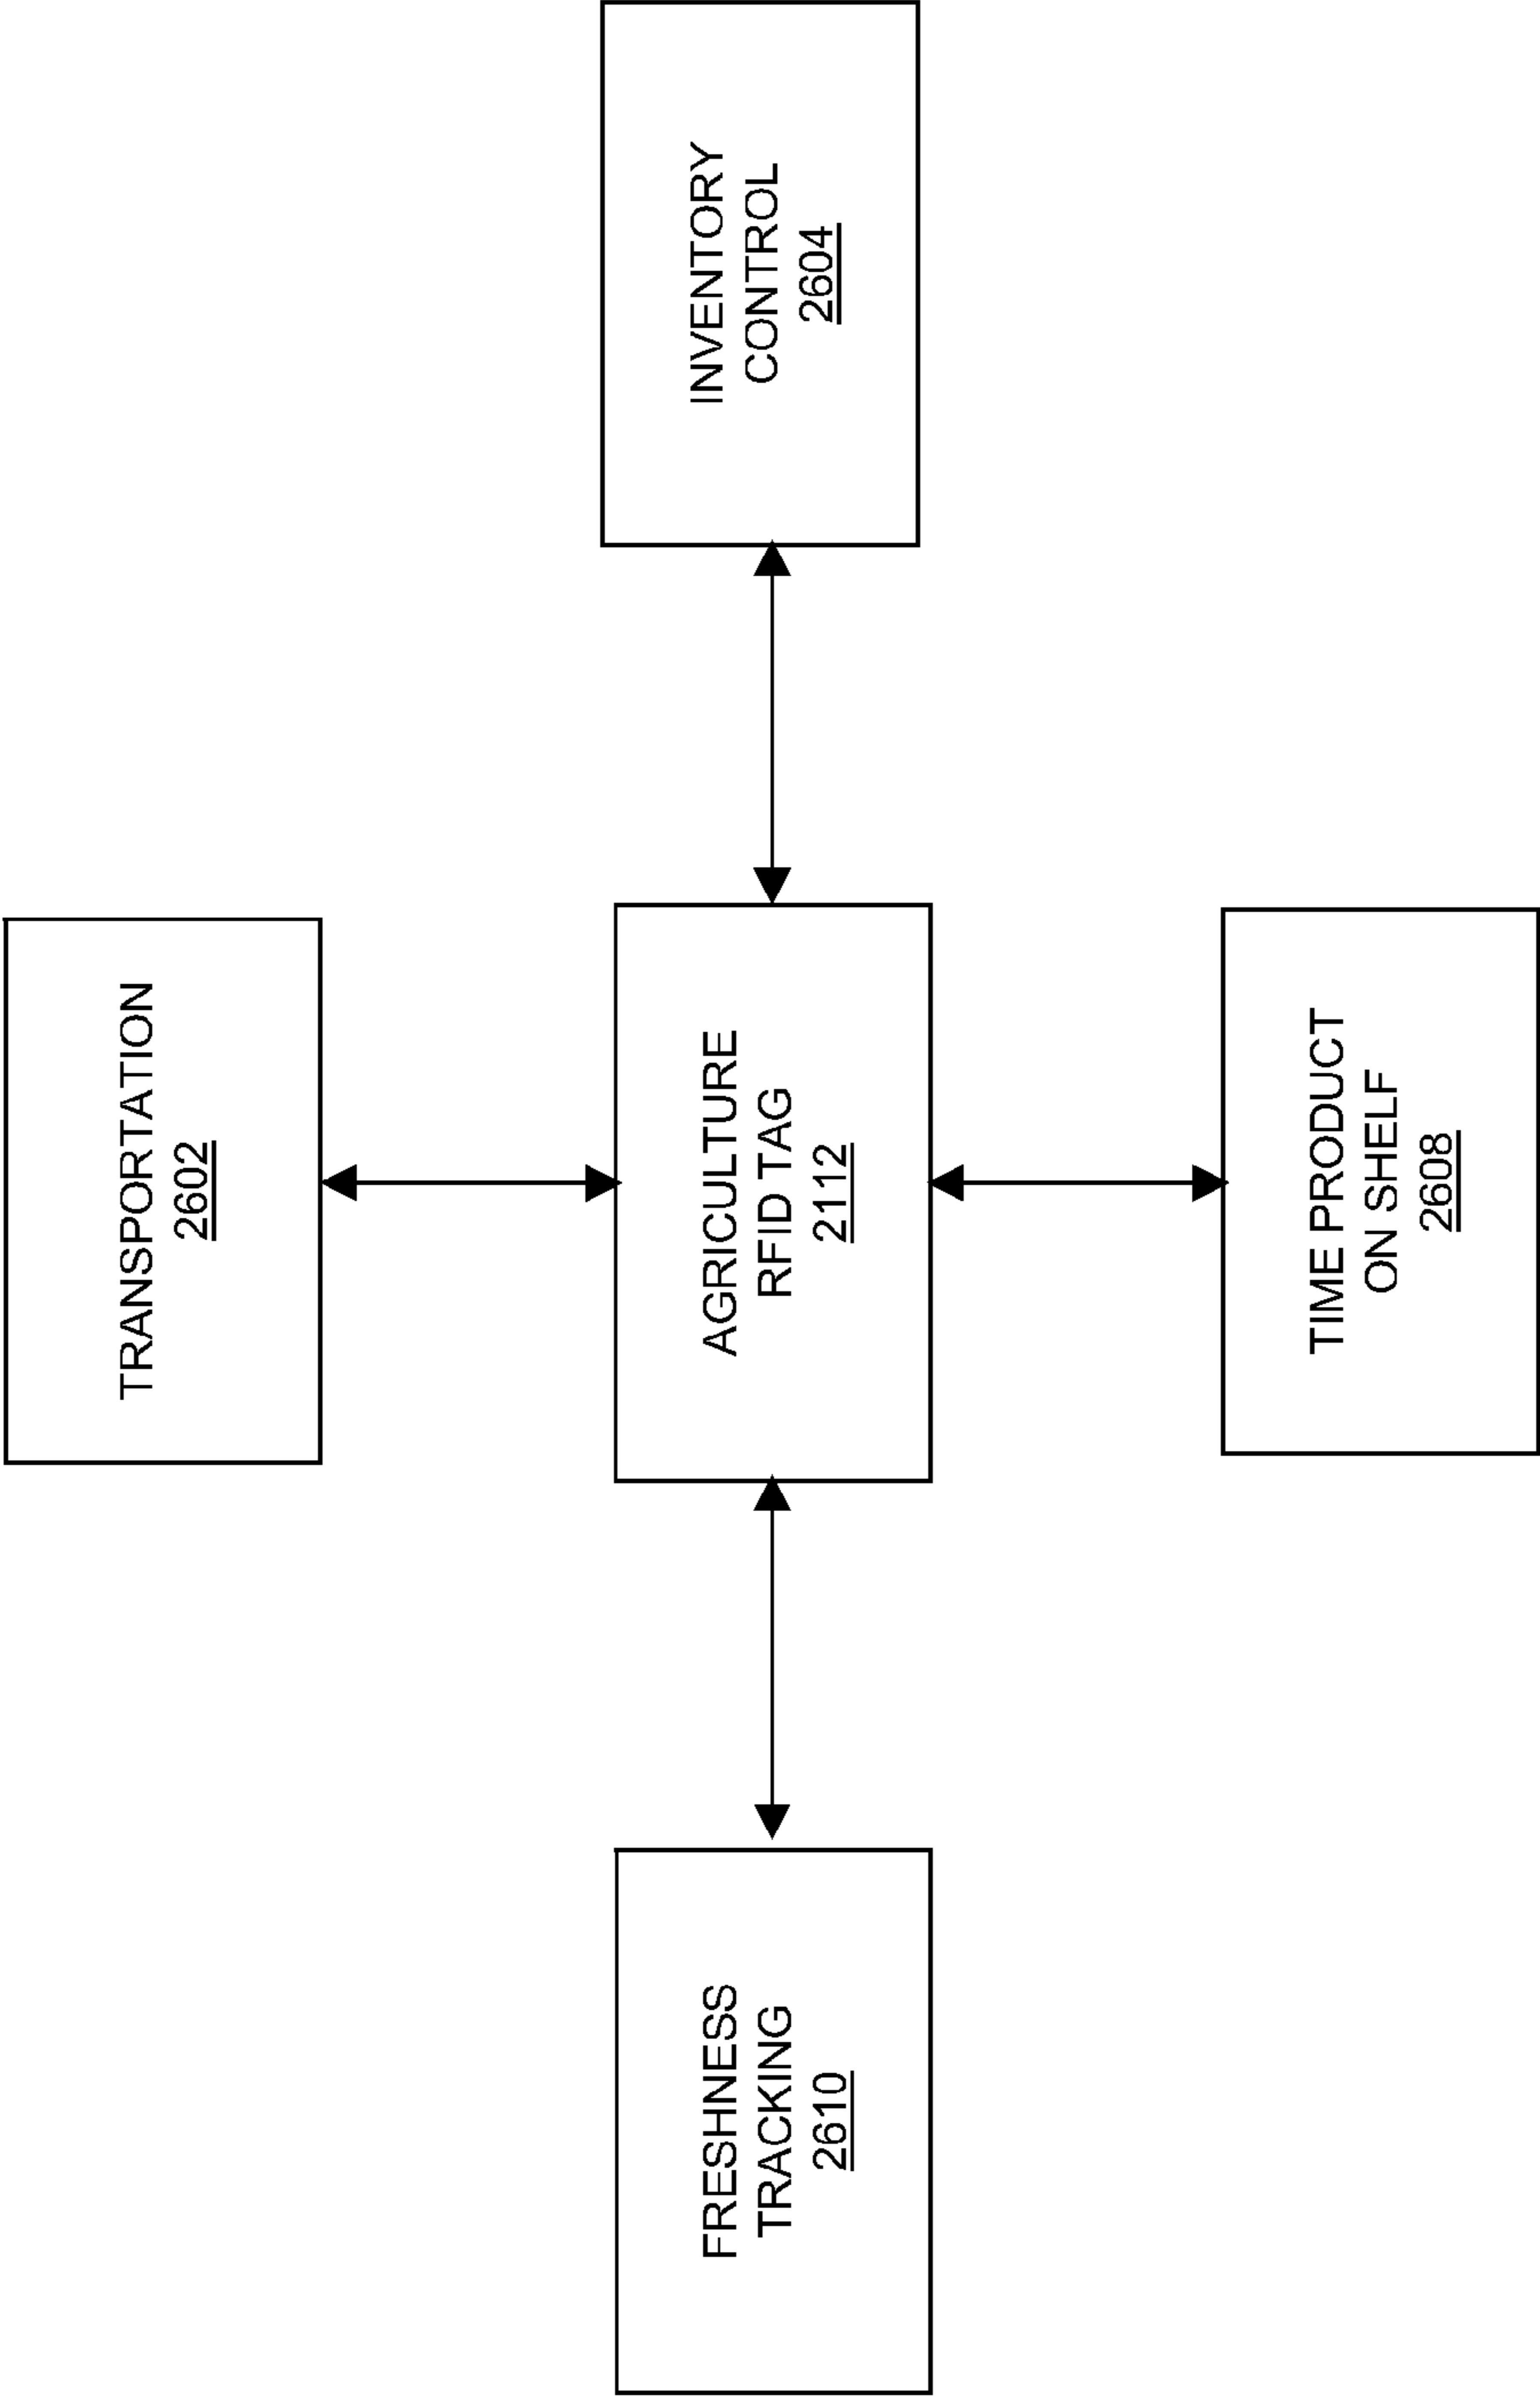 TRANSPORTATION
2602
FRESHNESS
TRACKING
2610
AGRICULTURE
RFID TAG
2112
INVENTORY
CONTROL
2604
TIME PRODUCT
ON SHELF
2608